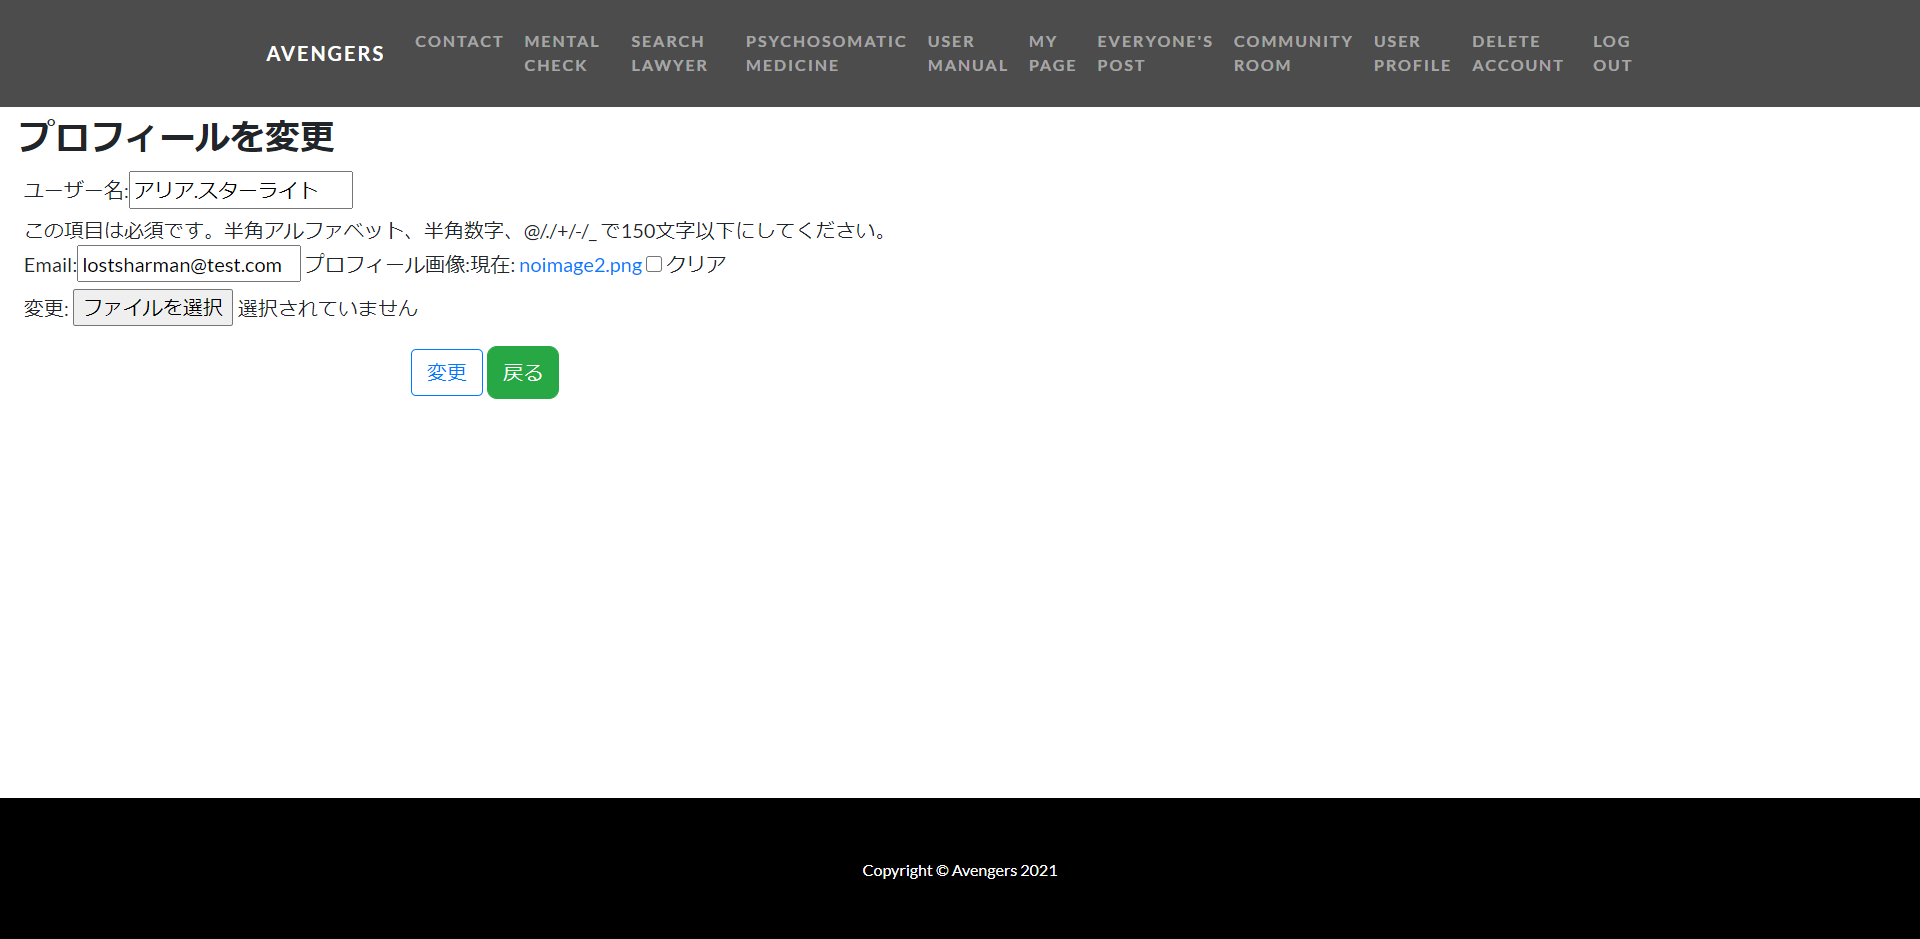 AVENGERS
CONTACT
MENTAL CHECK
SEARCH LAWYER
PSYCHOSOMATIC MEDICINE
USER MANUAL
MY PAGE
EVERYONE'S POST
COMMUNITY ROOM
USER PROFILE
DELETE ACCOUNT
LOG OUT
プロフィールを変更
ユーザー名:アリア.スターライト
この項目は必須です。半角アルファベット、半角数字、@/./+/-/_ で150文字以下にしてください。
Email:lostsharman@test.com プロフィール画像:現在: noimage2.png クリア
変更: ファイルを選択 選択されていません
変更 戻る
Copyright © Avengers 2021